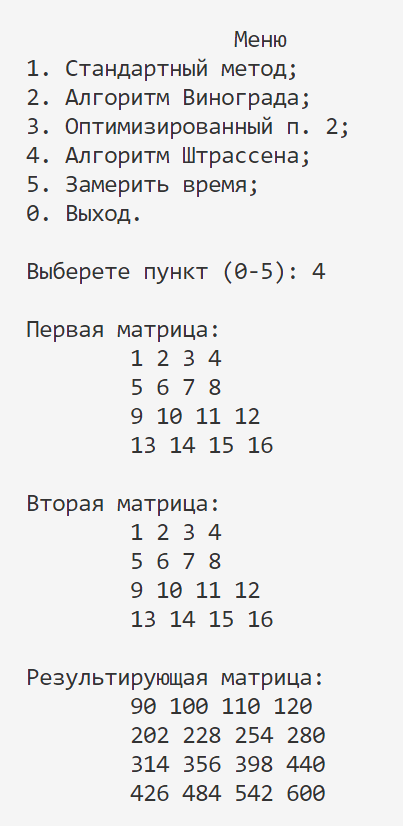 Меню
1. Стандартный метод;
2. Алгоритм Винограда;
3. Оптимизированный п. 2;
4. Алгоритм Штрассена;
5. Замерить время;
0. Выход.
Выберете пункт (0-5): 4
Первая матрица:
1 2 3 4
5 6 7 8
9 10 11 12
13 14 15 16
Вторая матрица:
1 2 3 4
5 6 7 8
9 10 11 12
13 14 15 16
Результирующая матрица:
90 100 110 120
202 228 254 280
314 356 398 440
426 484 542 600